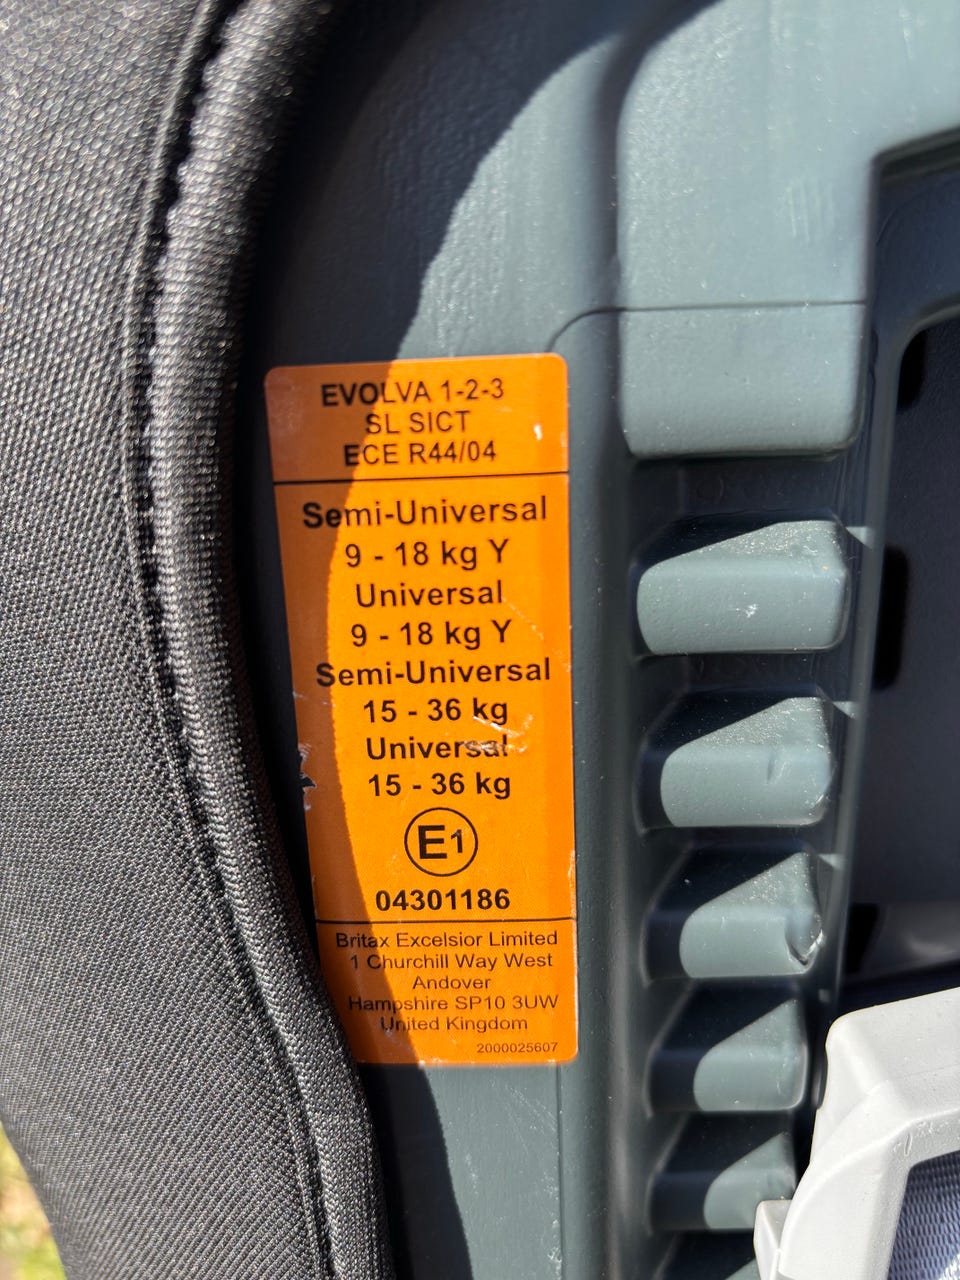 EVOLVA 1-2-3
SL SICT
ECE R44/04
Semi-Universal
9 - 18 kg Y
Universal
9 - 18 kg Y
Semi-Universal
15 - 36 kg
Universal
15 - 36 kg
E1
04301186
Britax Excelsior Limited
1 Churchill Way West
Andover
Hampshire SP10 3UW
United Kingdom
2000025607